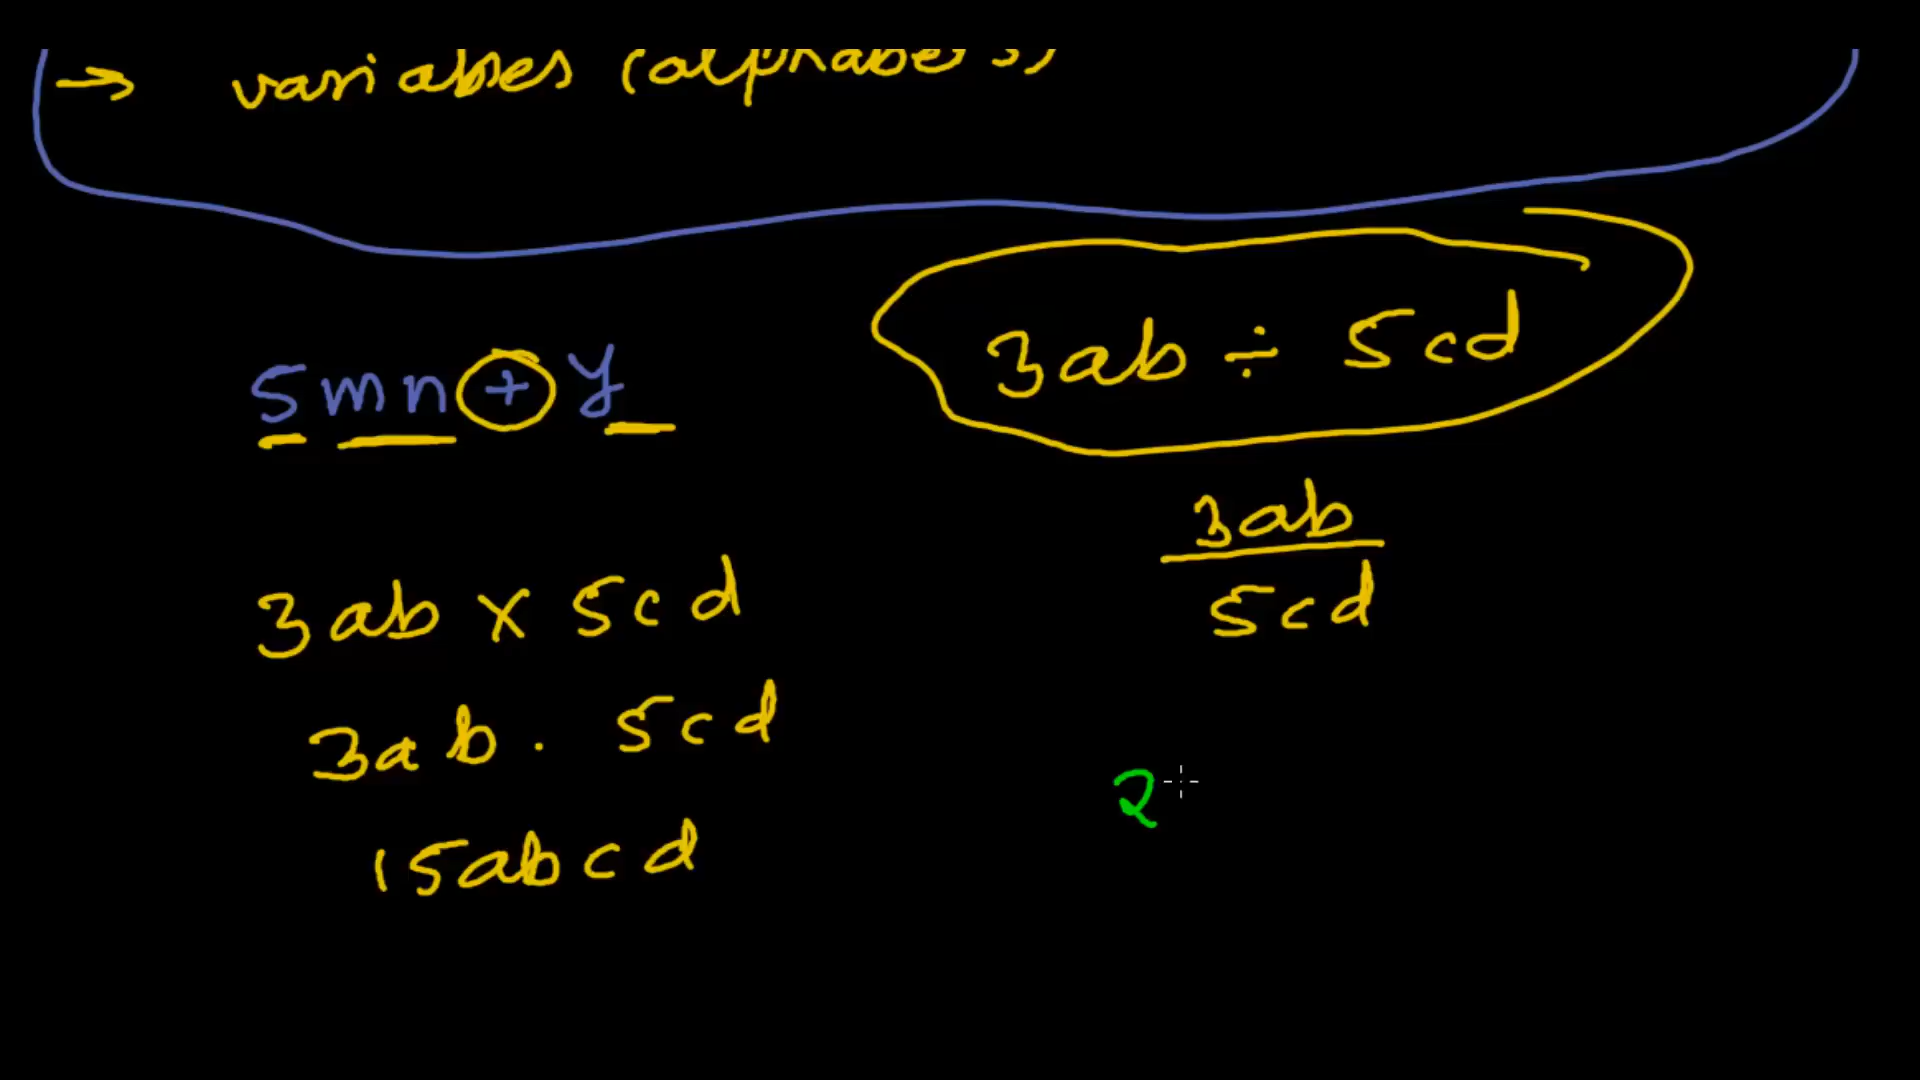 → variables (alphabets)
5mn + y
3ab ÷ 5cd
3ab
5cd
3ab x 5cd
3ab . 5cd
15abcd
2